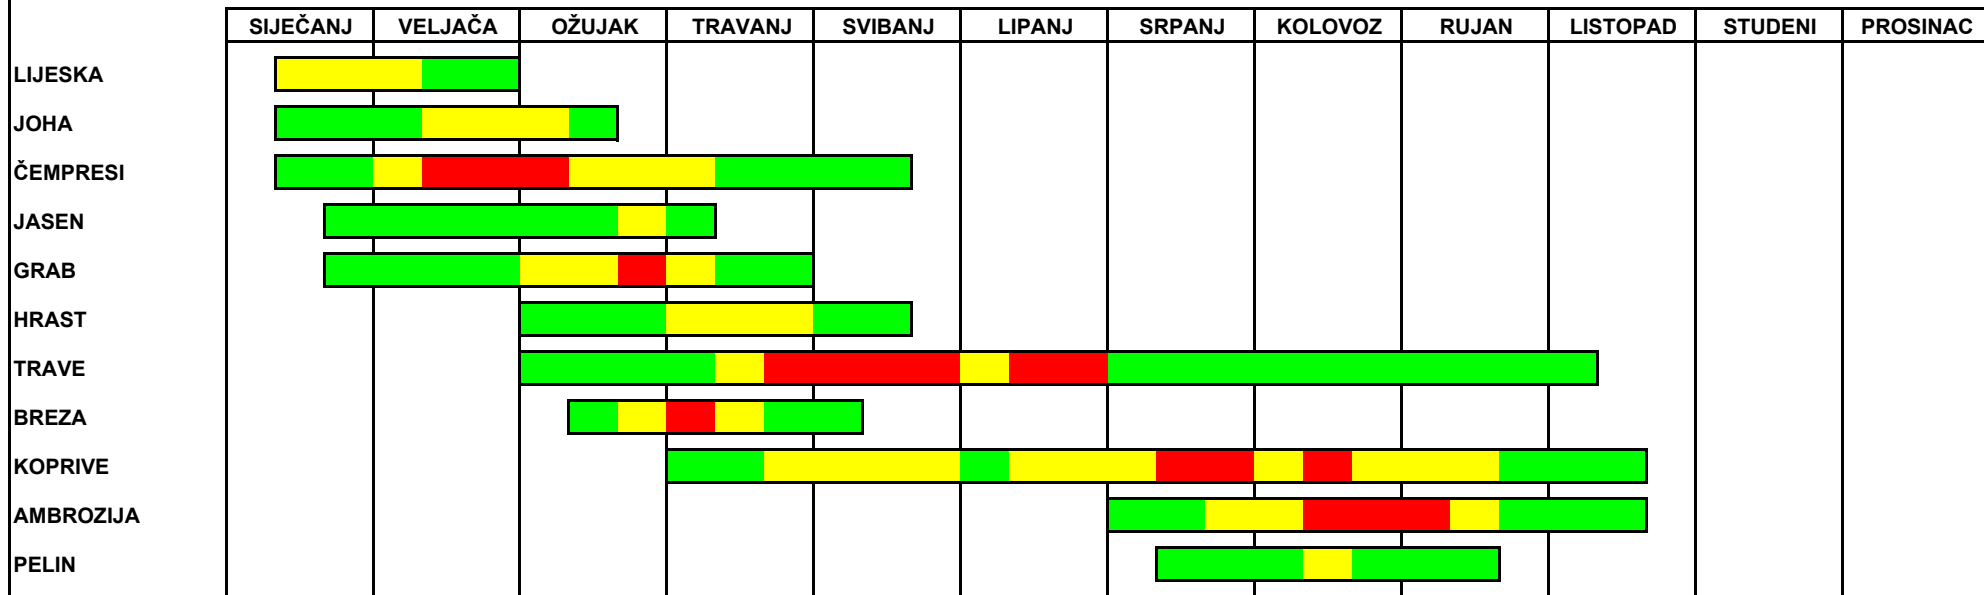 SIJEČANJ VELJAČA OŽUJAK TRAVANJ SVIBANJ LIPANJ SRPANJ KOLOVOZ RUJAN LISTOPAD STUDENI PROSINAC
LIJESKA
JOHA
ČEMPRESI
JASEN
GRAB
HRAST
TRAVE
BREZA
KOPRIVE
AMBROZIJA
PELIN